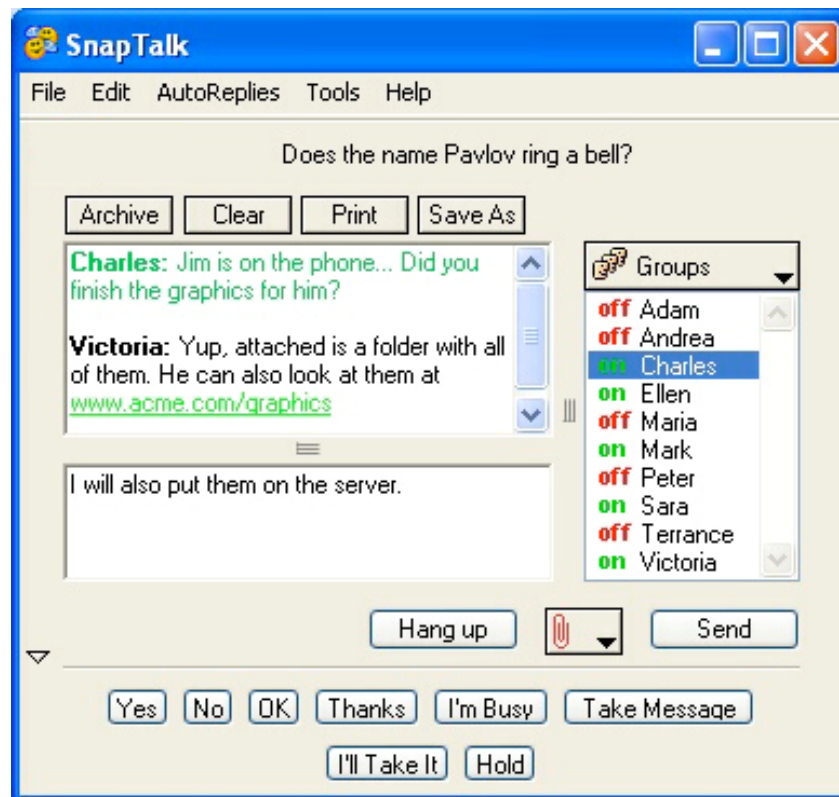 SnapTalk
File Edit AutoReplies Tools Help
Does the name Pavlov ring a bell?
Archive Clear Print Save As
Charles: Jim is on the phone... Did you
finish the graphics for him?
Victoria: Yup, attached is a folder with all
of them. He can also look at them at
www.acme.com/graphics
I will also put them on the server.
Groups
off Adam
off Andrea
on Charles
on Ellen
off Maria
on Mark
off Peter
on Sara
off Terrance
on Victoria
Hang up Send
Yes No OK Thanks I'm Busy Take Message
I'll Take It Hold